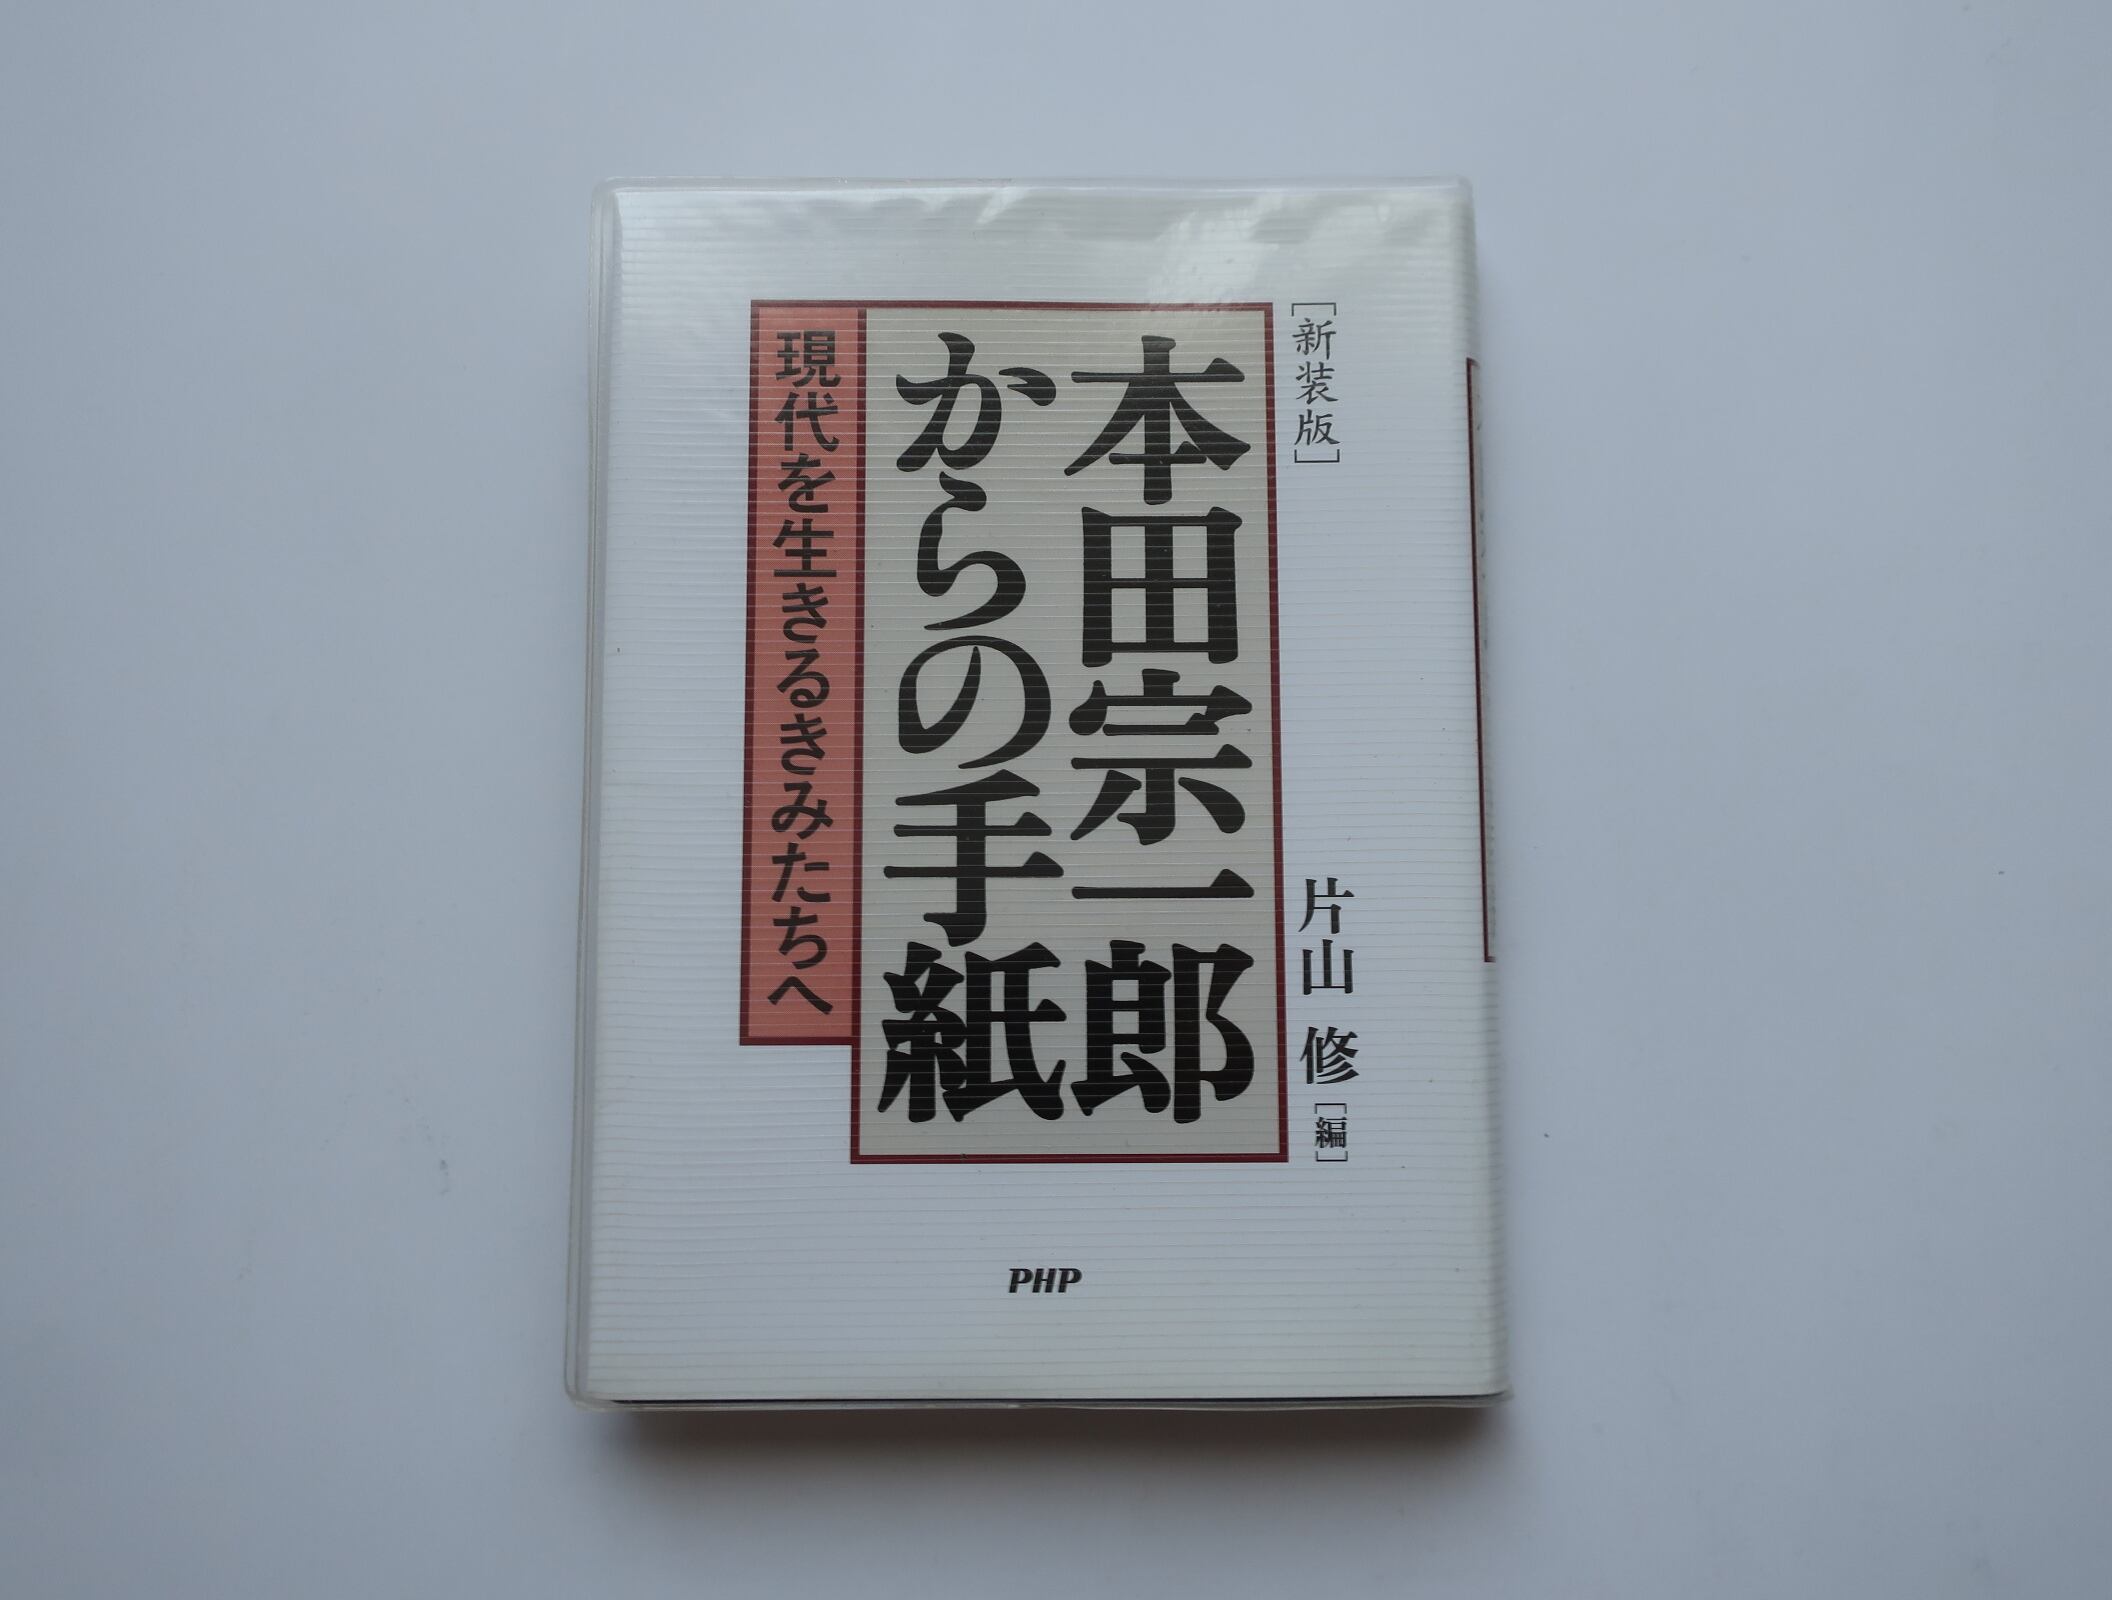 [新装版]
本田宗一郎
からの手紙
現代を生きるきみたちへ
片山 修[編]
PHP